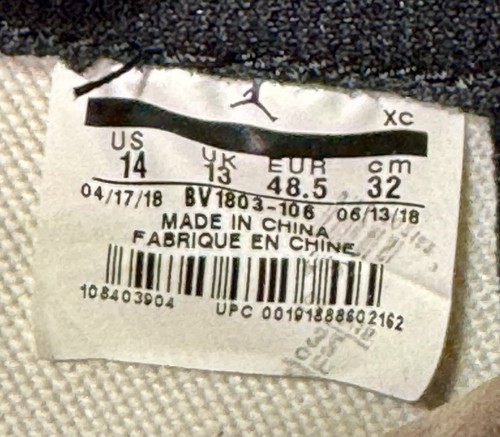 XC
US UK EUR cm
14 13 48.5 32
04/17/18 BV1803-106 06/13/18
MADE IN CHINA
FABRIQUE EN CHINE
108403904 UPC 00191888602162